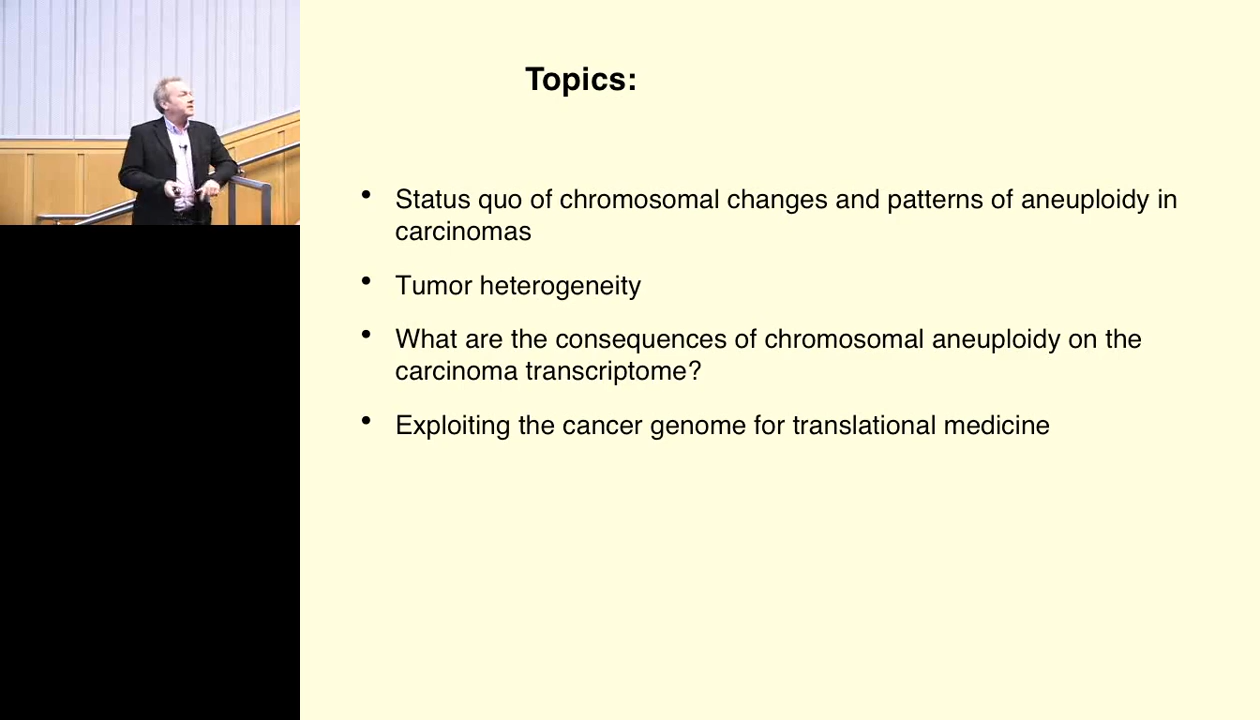 Topics:
• Status quo of chromosomal changes and patterns of aneuploidy in
carcinomas
• Tumor heterogeneity
• What are the consequences of chromosomal aneuploidy on the
carcinoma transcriptome?
• Exploiting the cancer genome for translational medicine